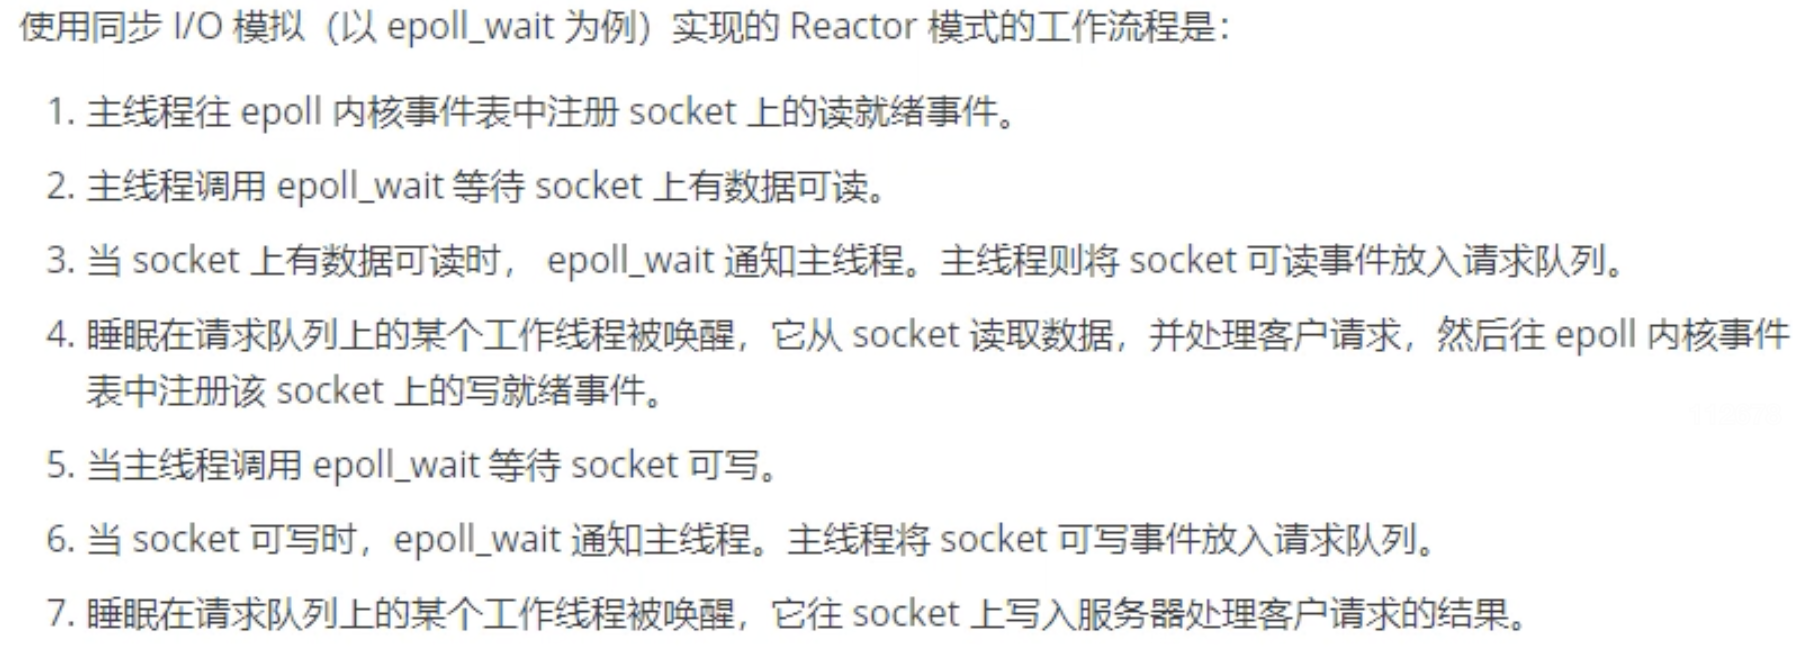 使用同步 I/O 模拟（以 epoll_wait 为例）实现的 Reactor 模式的工作流程是：
1. 主线程往 epoll 内核事件表中注册 socket 上的读就绪事件。
2. 主线程调用 epoll_wait 等待 socket 上有数据可读。
3. 当 socket 上有数据可读时， epoll_wait 通知主线程。主线程则将 socket 可读事件放入请求队列。
4. 睡眠在请求队列上的某个工作线程被唤醒，它从 socket 读取数据，并处理客户请求，然后往 epoll 内核事件
表中注册该 socket 上的写就绪事件。
5. 当主线程调用 epoll_wait 等待 socket 可写。
6. 当 socket 可写时，epoll_wait 通知主线程。主线程将 socket 可写事件放入请求队列。
7. 睡眠在请求队列上的某个工作线程被唤醒，它往 socket 上写入服务器处理客户请求的结果。